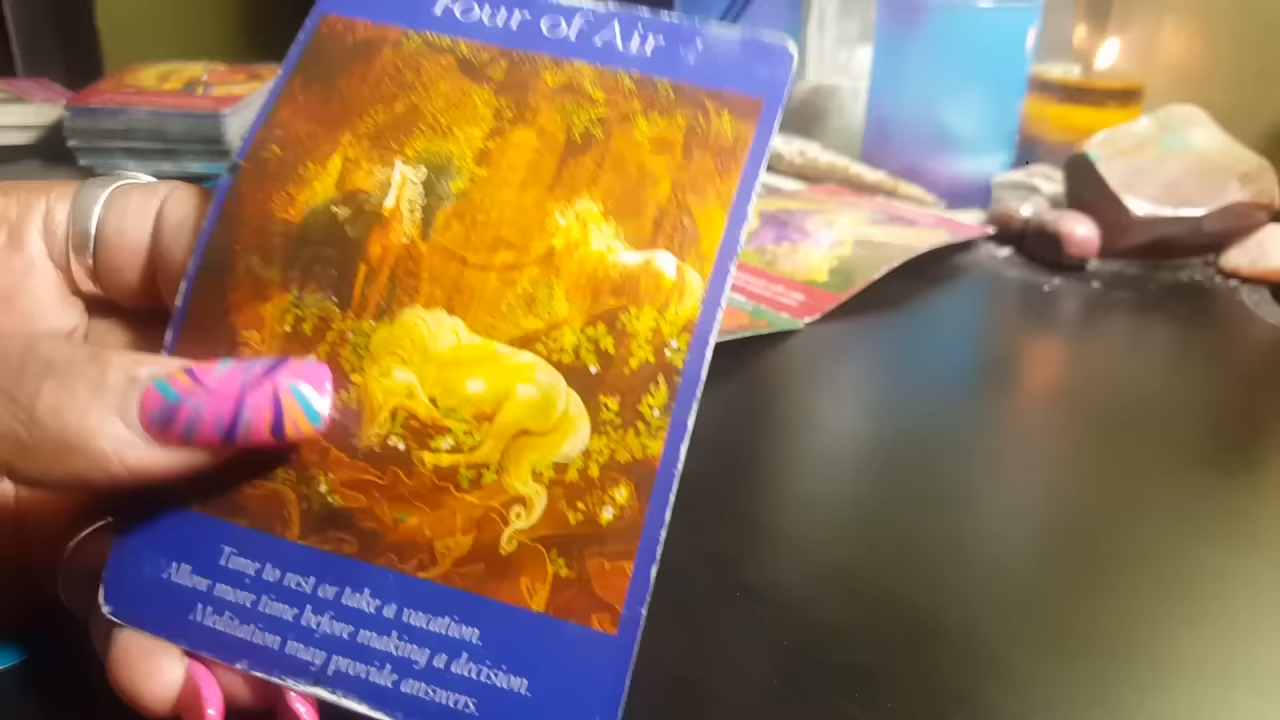 Four of Air
Time to rest or take a vacation.
Allow more time before making a decision.
Meditation may provide answers.